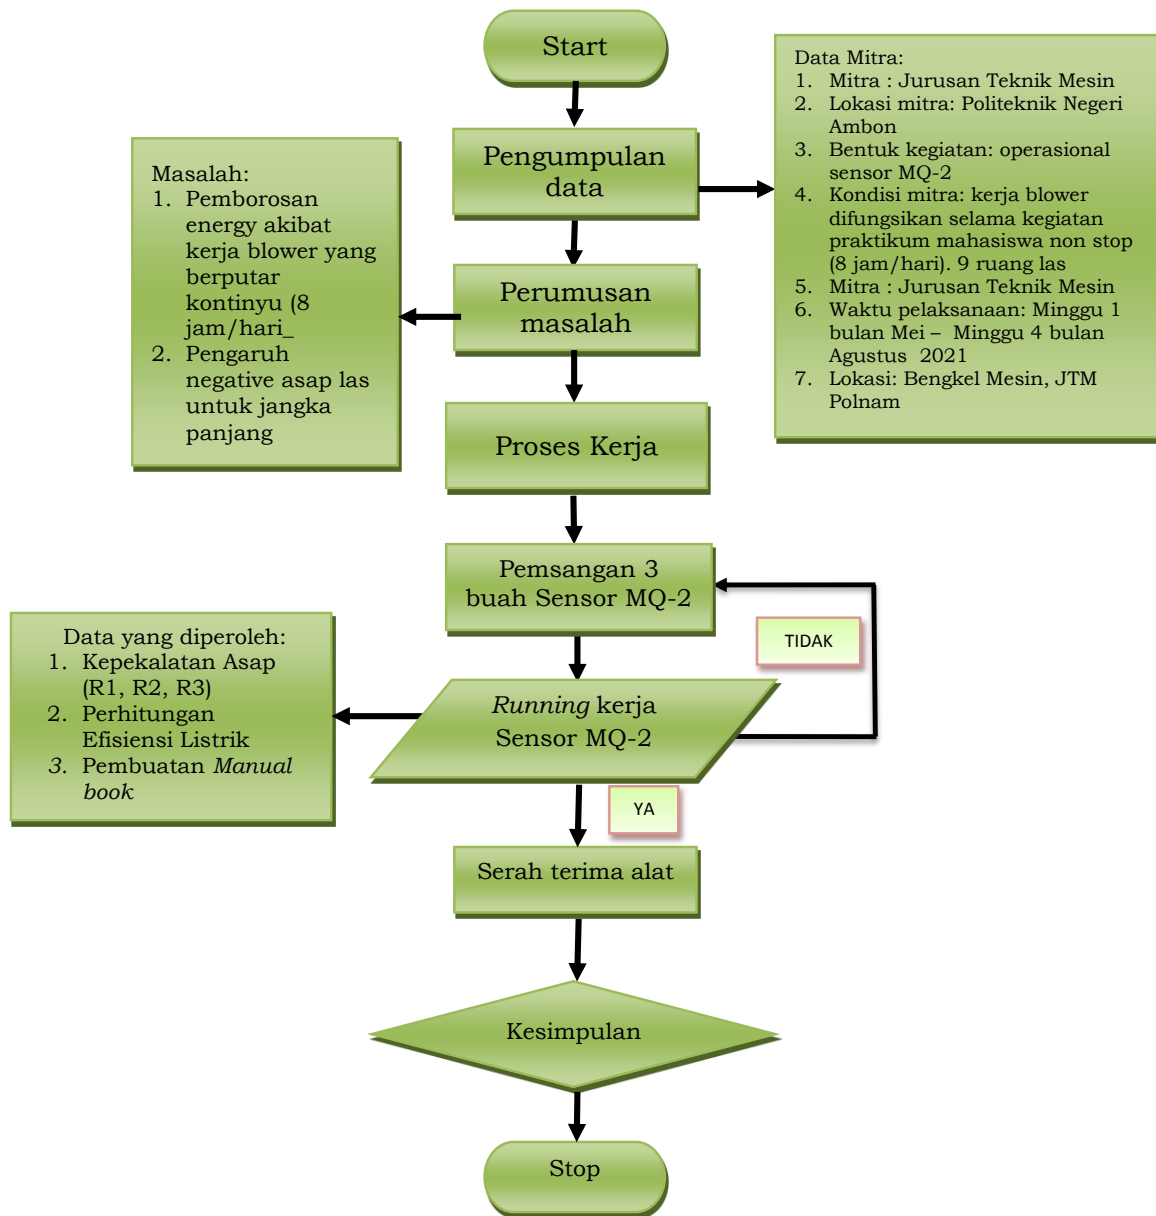 Start
Data Mitra:
1. Mitra : Jurusan Teknik Mesin
2. Lokasi mitra: Politeknik Negeri
Ambon
3. Bentuk kegiatan: operasional
sensor MQ-2
4. Kondisi mitra: kerja blower
difungsikan selama kegiatan
praktikum mahasiswa non stop
(8 jam/hari). 9 ruang las
5. Mitra : Jurusan Teknik Mesin
6. Waktu pelaksanaan: Minggu 1
bulan Mei – Minggu 4 bulan
Agustus 2021
7. Lokasi: Bengkel Mesin, JTM
Polnam
Pengumpulan
data
Masalah:
1. Pemborosan
energy akibat
kerja blower yang
berputar
kontinyu (8
jam/hari_
2. Pengaruh
negative asap las
untuk jangka
panjang
Perumusan
masalah
Proses Kerja
Pemsangan 3
buah Sensor MQ-2
TIDAK
Data yang diperoleh:
1. Kepekalatan Asap
(R1, R2, R3)
2. Perhitungan
Efisiensi Listrik
3. Pembuatan Manual
book
Running kerja
Sensor MQ-2
YA
Serah terima alat
Kesimpulan
Stop